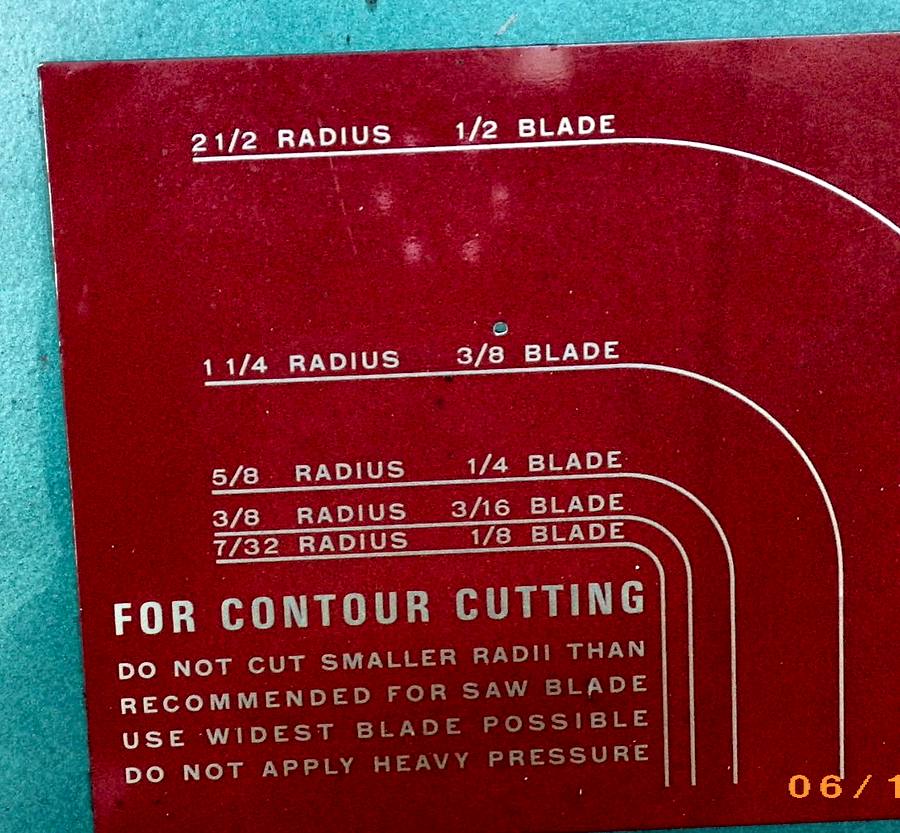 2 1/2 RADIUS 1/2 BLADE
1 1/4 RADIUS 3/8 BLADE
5/8 RADIUS 1/4 BLADE
3/8 RADIUS 3/16 BLADE
7/32 RADIUS 1/8 BLADE
FOR CONTOUR CUTTING
DO NOT CUT SMALLER RADII THAN
RECOMMENDED FOR SAW BLADE
USE WIDEST BLADE POSSIBLE
DO NOT APPLY HEAVY PRESSURE
06/1